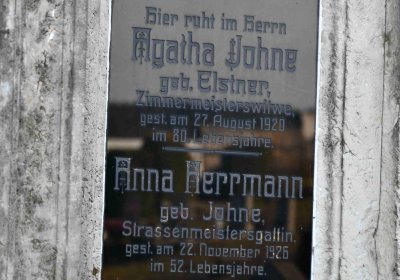 Hier ruht im Herrn
Agatha Johne
geb. Elstner,
Zimmermeisterswitwe,
gest. am 27. August 1920
im 80. Lebensjahre.
Anna Herrmann
geb. Johne,
Strassenmeistersgattin.
gest. am 22. November 1926
im 52. Lebensjahre.